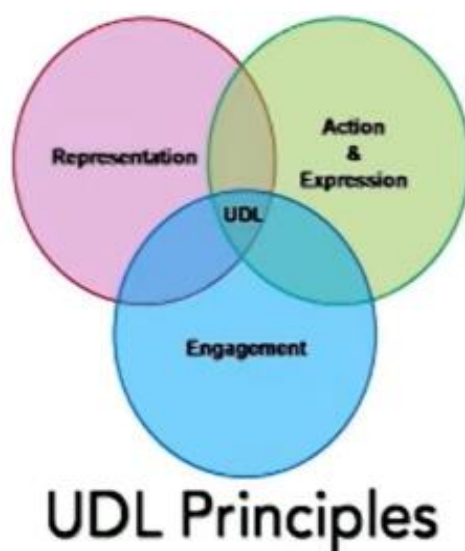 Representation
Action
&
Expression
UDL
Engagement
UDL Principles